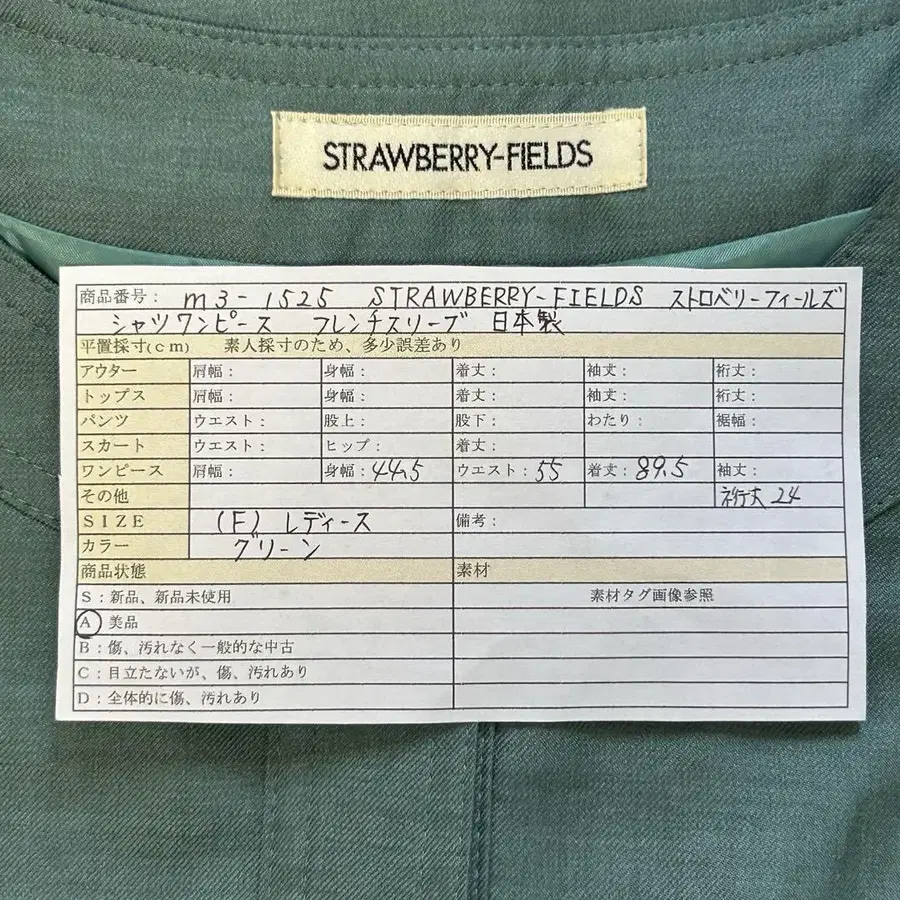 STRAWBERRY-FIELDS
商品番号: m3-1525 STRAWBERRY-FIELDS ストロベリーフィールズ
シャツワンピース フレンチスリーブ 日本製
平置採寸(cm) 素人採寸のため、多少誤差あり
アウター 肩幅: 身幅: 着丈: 袖丈: 裄丈:
トップス 肩幅: 身幅: 着丈: 袖丈: 裄丈:
パンツ ウエスト: 股上: 股下: わたり: 裾幅:
スカート ウエスト: ヒップ: 着丈:
ワンピース 肩幅: 身幅: 44.5 ウエスト: 55 着丈: 89.5 袖丈:
その他 裄丈 24
SIZE (F) レディース 備考:
カラー グリーン
商品状態 素材
S:新品、新品未使用 素材タグ画像参照
A 美品
B:傷、汚れなく一般的な中古
C:目立たないが、傷、汚れあり
D:全体的に傷、汚れあり